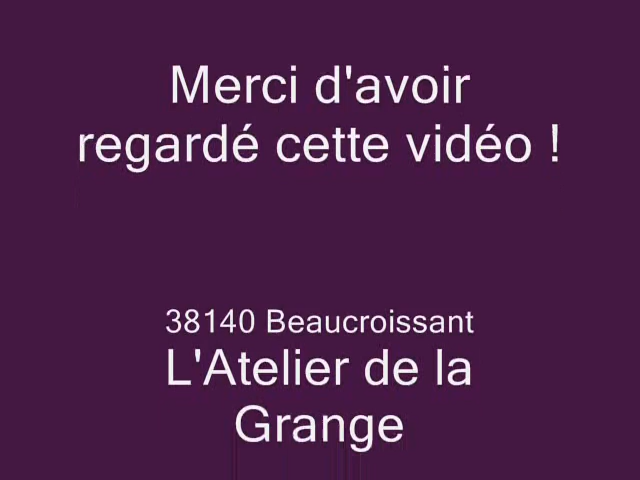 Merci d'avoir
regardé cette vidéo !
38140 Beaucroissant
L'Atelier de la
Grange